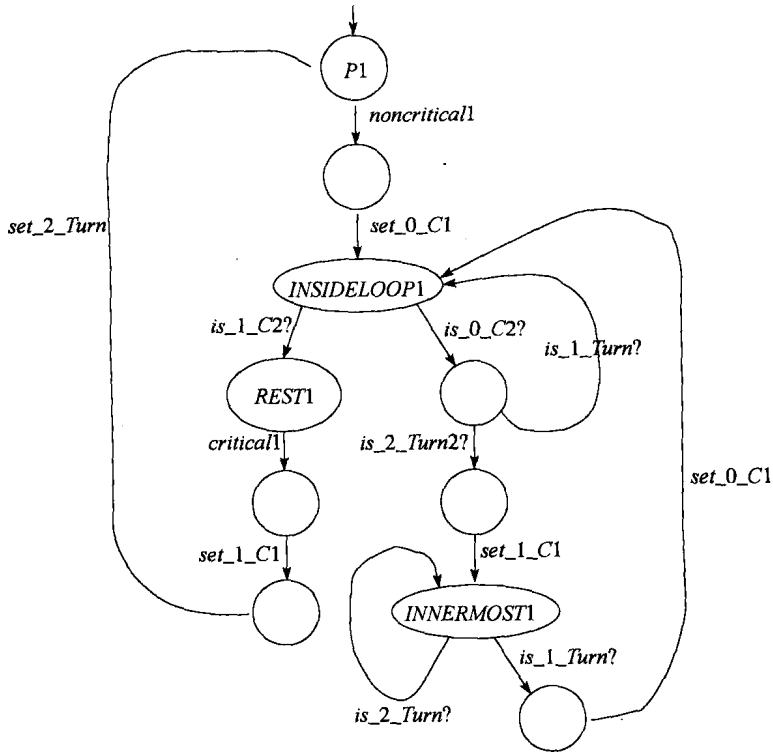 P1
noncritical1
set_2_Turn
set_0_C1
INSIDELOOP1
is_1_C2?
is_0_C2?
is_1_Turn?
REST1
critical1
is_2_Turn2?
set_0_C1
set_1_C1
set_1_C1
INNERMOST1
is_1_Turn?
is_2_Turn?